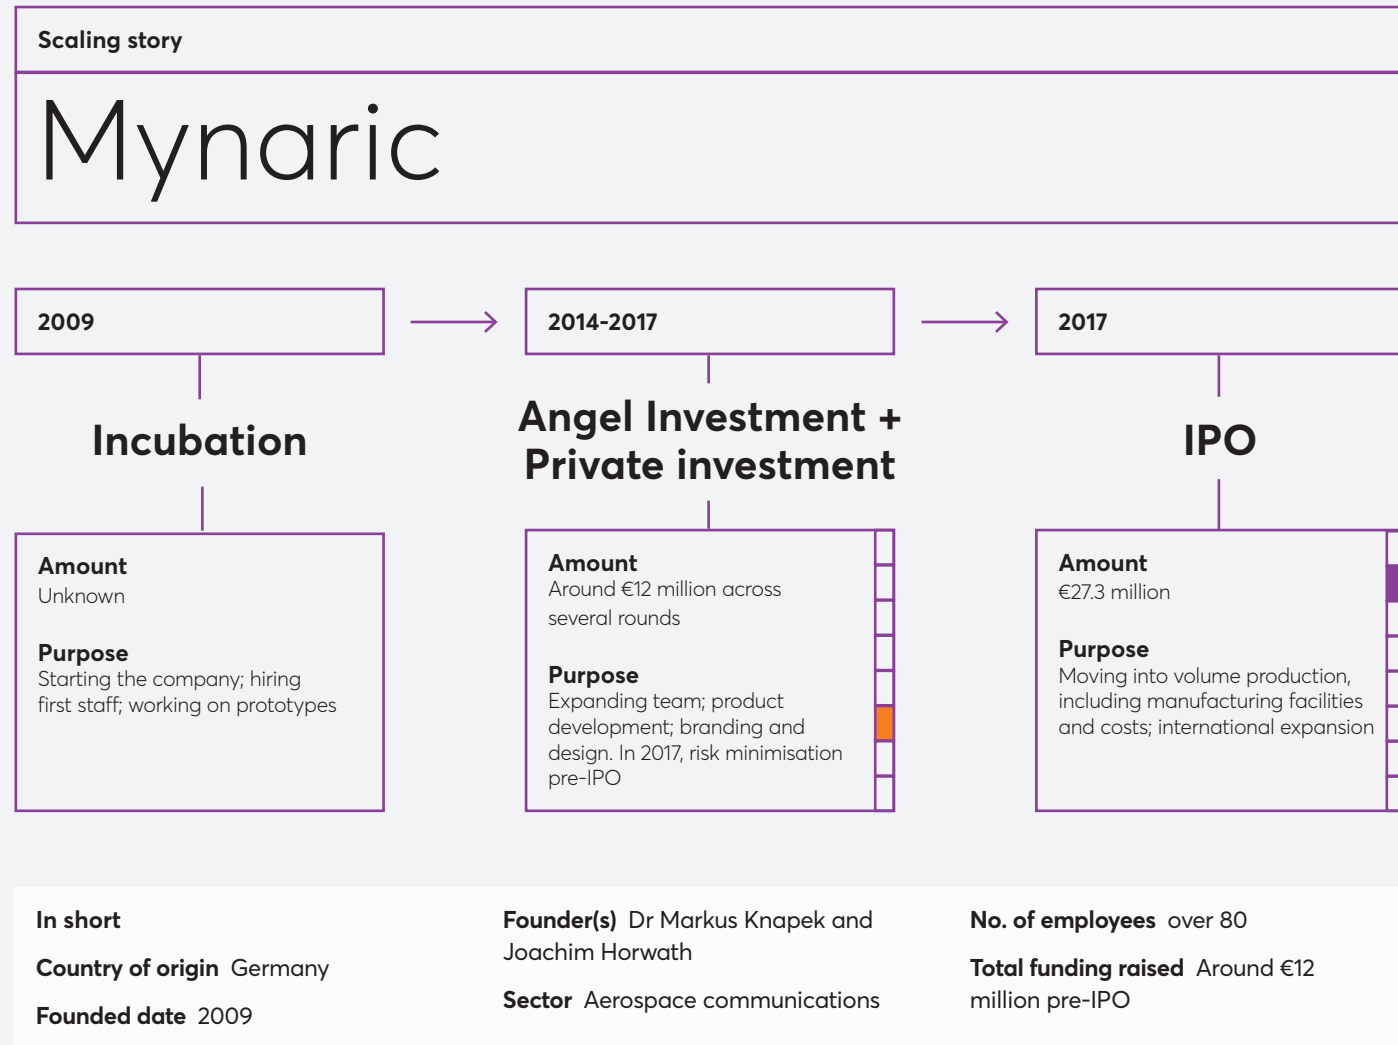 Scaling story
Mynaric
2009
Incubation
Amount
Unknown
Purpose
Starting the company; hiring
first staff; working on prototypes
2014-2017
Angel Investment +
Private investment
Amount
Around €12 million across
several rounds
Purpose
Expanding team; product
development; branding and
design. In 2017, risk minimisation
pre-IPO
2017
IPO
Amount
€27.3 million
Purpose
Moving into volume production,
including manufacturing facilities
and costs; international expansion
In short
Country of origin Germany
Founded date 2009
Founder(s) Dr Markus Knapek and
Joachim Horwath
Sector Aerospace communications
No. of employees over 80
Total funding raised Around €12
million pre-IPO